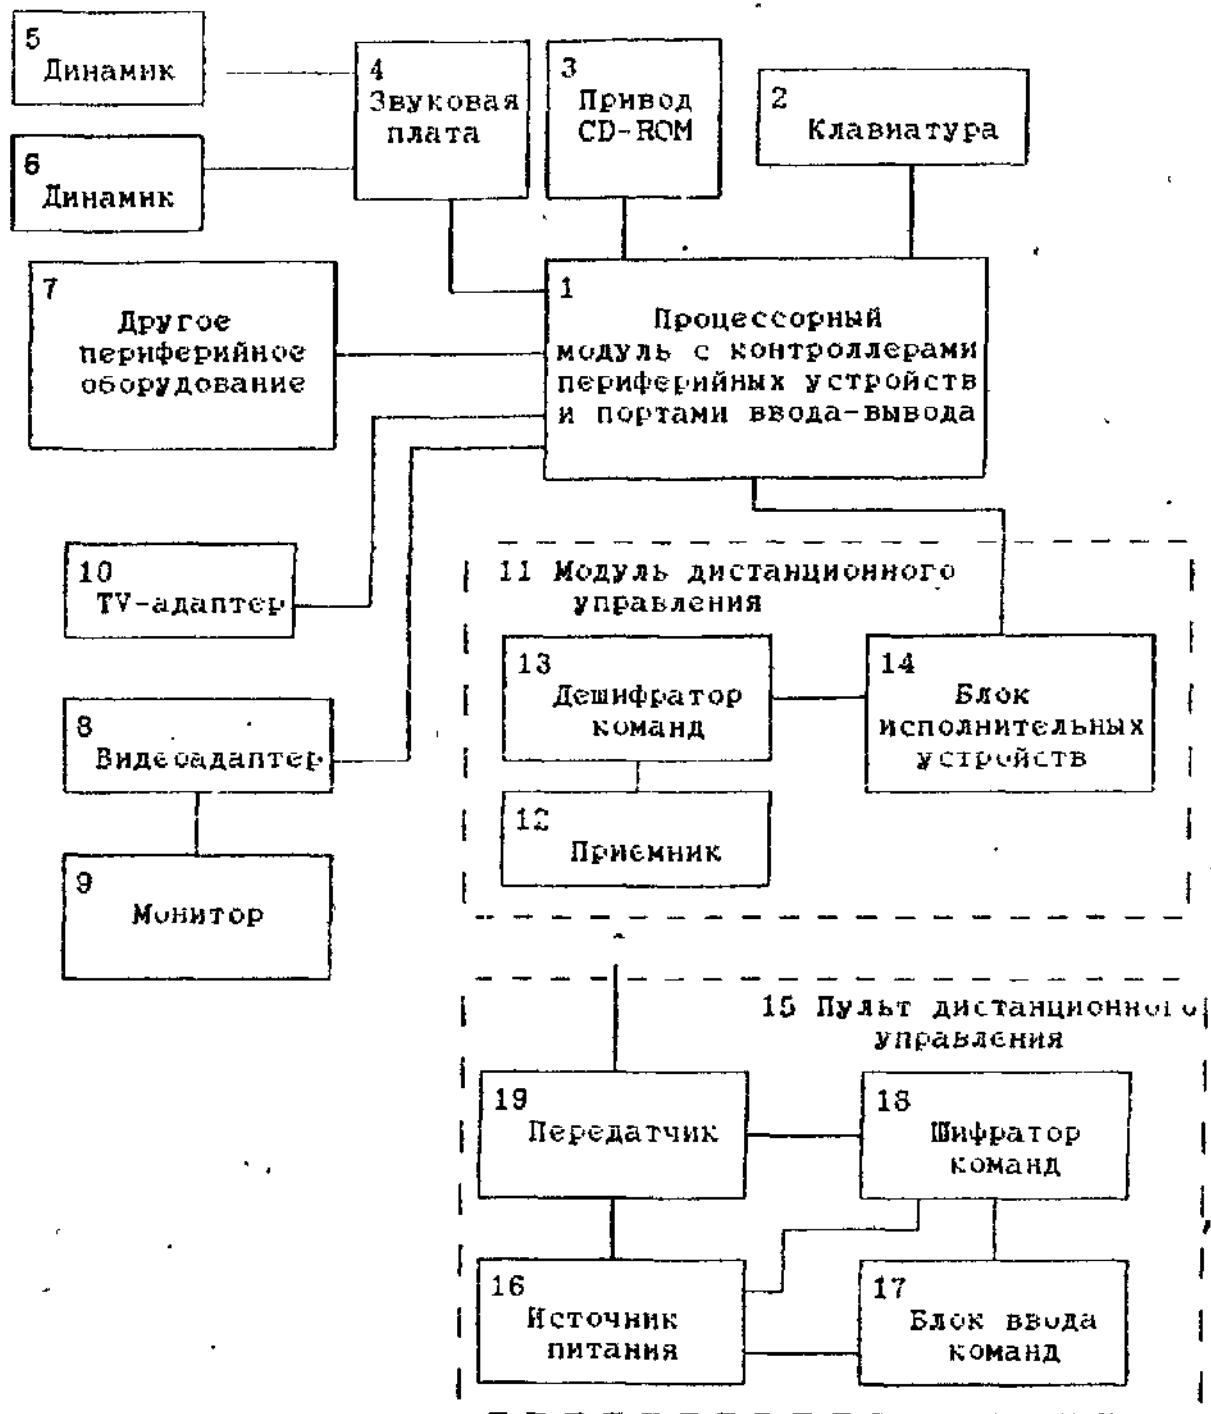 5
Динамик
6
Динамик
4
Звуковая
плата
3
Привод
CD-ROM
2
Клавиатура
7
Другое
периферийное
оборудование
1
Процессорный
модуль с контроллерами
периферийных устройств
и портами ввода-вывода
10
TV-адаптер
8
Видеоадаптер
9
Монитор
11 Модуль дистанционного
управления
13
Дешифратор
команд
14
Блок
исполнительных
устройств
12
Приемник
15 Пульт дистанционного
управления
19
Передатчик
18
Шифратор
команд
16
Источник
питания
17
Блок ввода
команд